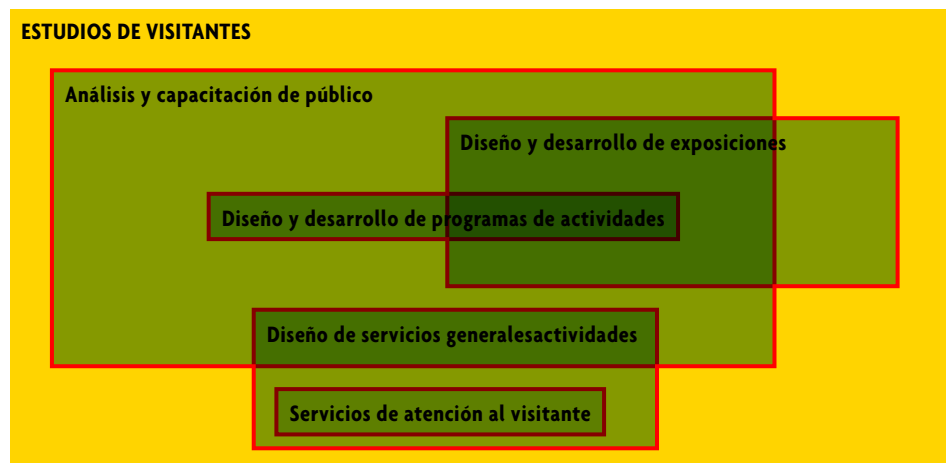 ESTUDIOS DE VISITANTES
Análisis y capacitación de público
Diseño y desarrollo de exposiciones
Diseño y desarrollo de programas de actividades
Diseño de servicios generalesactividades
Servicios de atención al visitante